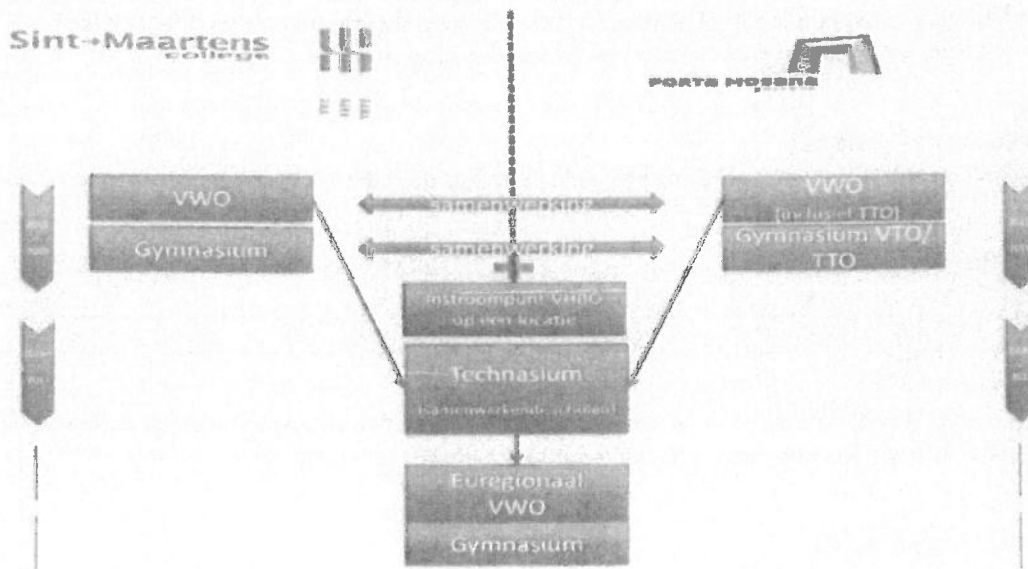 Sint-Maartens
college
PORTA MOSANA
VWO
Gymnasium
samenwerking
samenwerking
VWO
(inclusief TTO)
Gymnasium VTO/
TTO
Instroompunt
op een locatie
Technasium
(samenwerkende scholen)
Euregionaal
VWO
Gymnasium